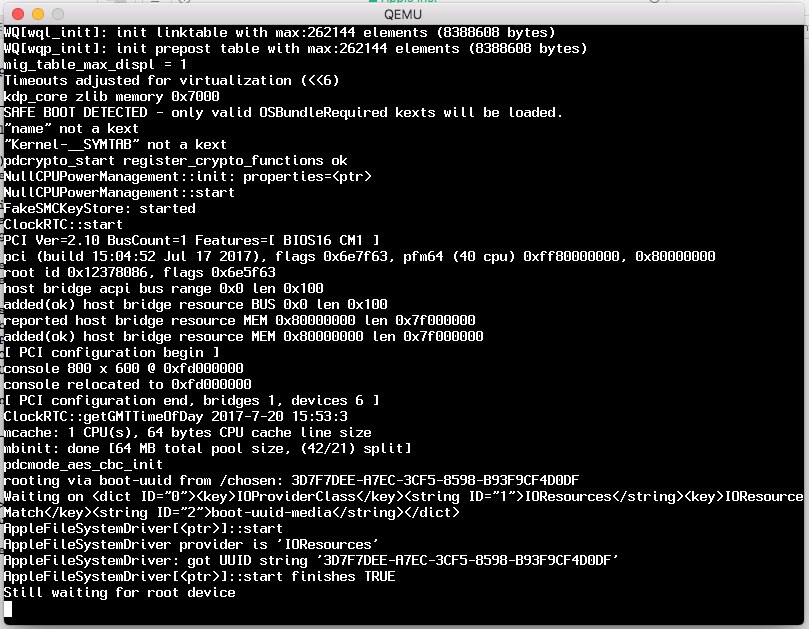 QEMU
WQ[wql_init]: init linktable with max:262144 elements (8388608 bytes)
WQ[wqp_init]: init prepost table with max:262144 elements (8388608 bytes)
mig_table_max_displ = 1
Timeouts adjusted for virtualization (<<6)
kdp_core zlib memory 0x7000
SAFE BOOT DETECTED - only valid OSBundleRequired kexts will be loaded.
"name" not a kext
"Kernel-__SYMTAB" not a kext
pdcrypto_start register_crypto_functions ok
NullCPUPowerManagement::init: properties=<ptr>
NullCPUPowerManagement::start
FakeSMCKeyStore: started
ClockRTC::start
PCI Ver=2.10 BusCount=1 Features=[ BIOS16 CM1 ]
pci (build 15:04:52 Jul 17 2017), flags 0x6e7f63, pfm64 (40 cpu) 0xff80000000, 0x80000000
root id 0x12378086, flags 0x6e5f63
host bridge acpi bus range 0x0 len 0x100
added(ok) host bridge resource BUS 0x0 len 0x100
reported host bridge resource MEM 0x80000000 len 0x7f000000
added(ok) host bridge resource MEM 0x80000000 len 0x7f000000
[ PCI configuration begin ]
console 800 x 600 @ 0xfd000000
console relocated to 0xfd000000
[ PCI configuration end, bridges 1, devices 6 ]
ClockRTC::getGMTTimeOfDay 2017-7-20 15:53:3
mcache: 1 CPU(s), 64 bytes CPU cache line size
mbinit: done [64 MB total pool size, (42/21) split]
pdcmode_aes_cbc_init
rooting via boot-uuid from /chosen: 3D7F7DEE-A7EC-3CF5-8598-B93F9CF4D0DF
Waiting on <dict ID="0"><key>IOProviderClass</key><string ID="1">IOResources</string><key>IOResource
Match</key><string ID="2">boot-uuid-media</string></dict>
AppleFileSystemDriver[<ptr>]::start
AppleFileSystemDriver provider is 'IOResources'
AppleFileSystemDriver: got UUID string '3D7F7DEE-A7EC-3CF5-8598-B93F9CF4D0DF'
AppleFileSystemDriver[<ptr>]::start finishes TRUE
Still waiting for root device